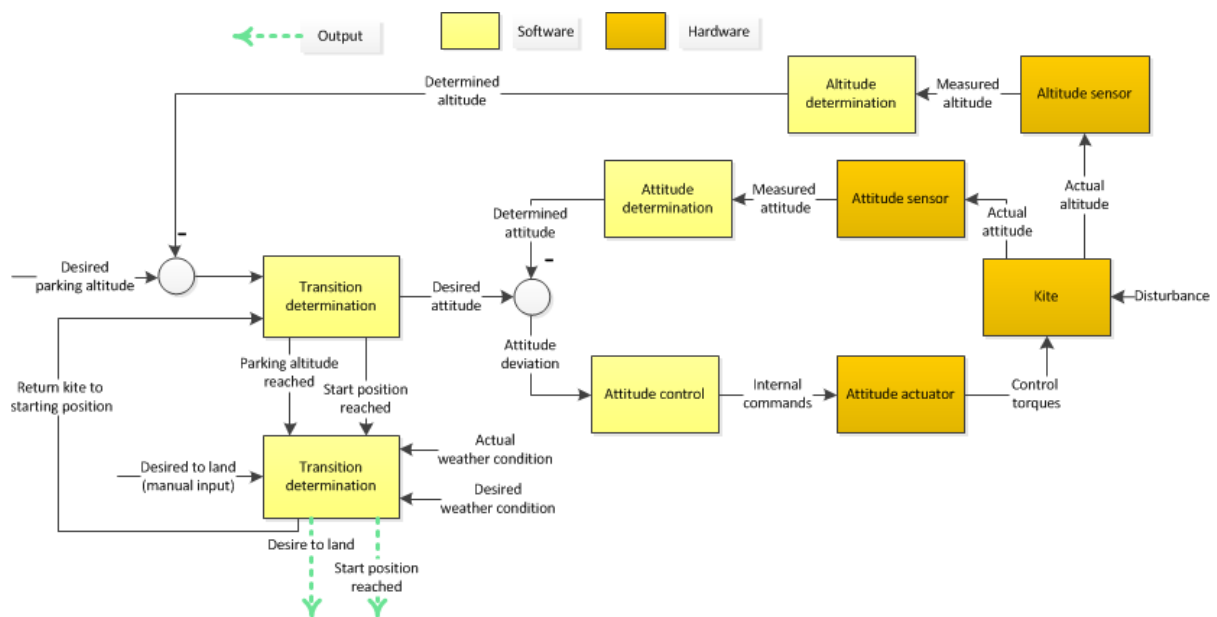 Output
Software
Hardware
Determined
altitude
Altitude
determination
Measured
altitude
Altitude sensor
Attitude
determination
Measured
attitude
Attitude sensor
Actual
attitude
Actual
altitude
Determined
attitude
-
-
Desired
parking altitude
Transition
determination
Desired
attitude
Kite
Disturbance
Attitude
deviation
Parking altitude
reached
Start position
reached
Return kite to
starting position
Attitude control
Internal
commands
Attitude actuator
Control
torques
Desired to land
(manual input)
Transition
determination
Actual
weather condition
Desired
weather condition
Desire to land
Start position
reached